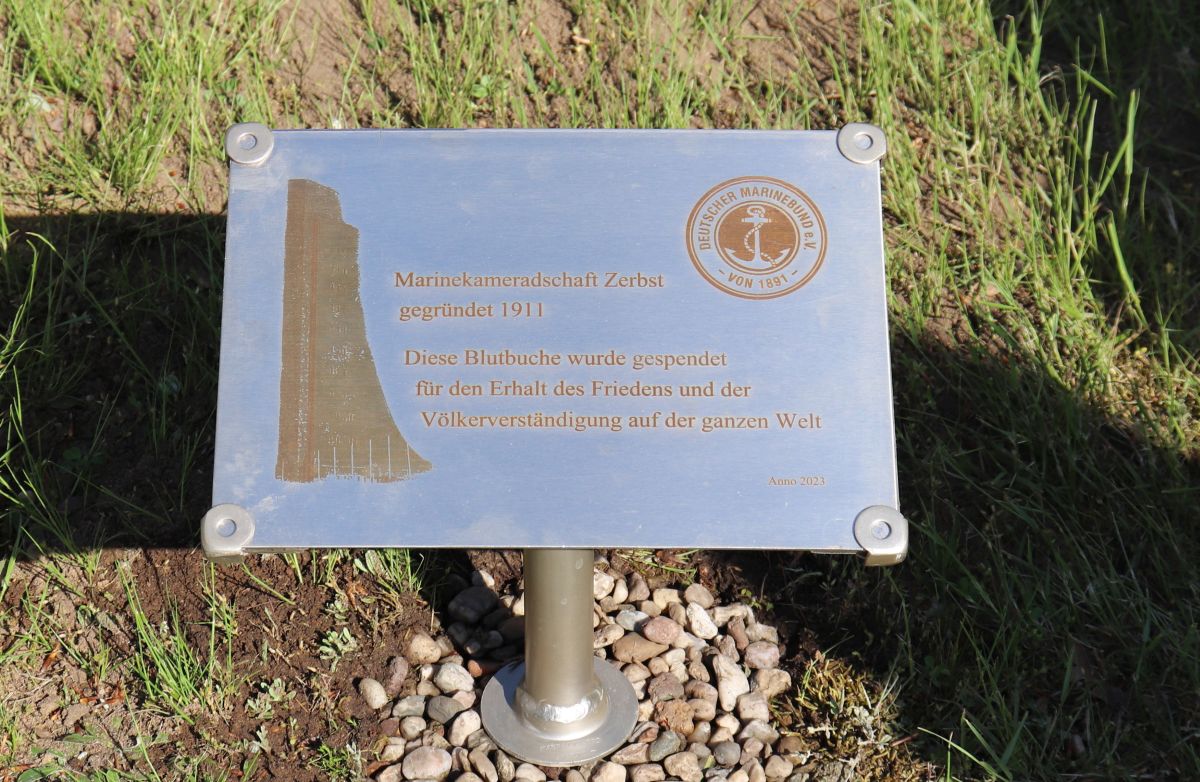 DEUTSCHER MARINEBUND e.V.
– VON 1891 –
Marinekameradschaft Zerbst
gegründet 1911
Diese Blutbuche wurde gespendet
für den Erhalt des Friedens und der
Völkerverständigung auf der ganzen Welt
Anno 2023